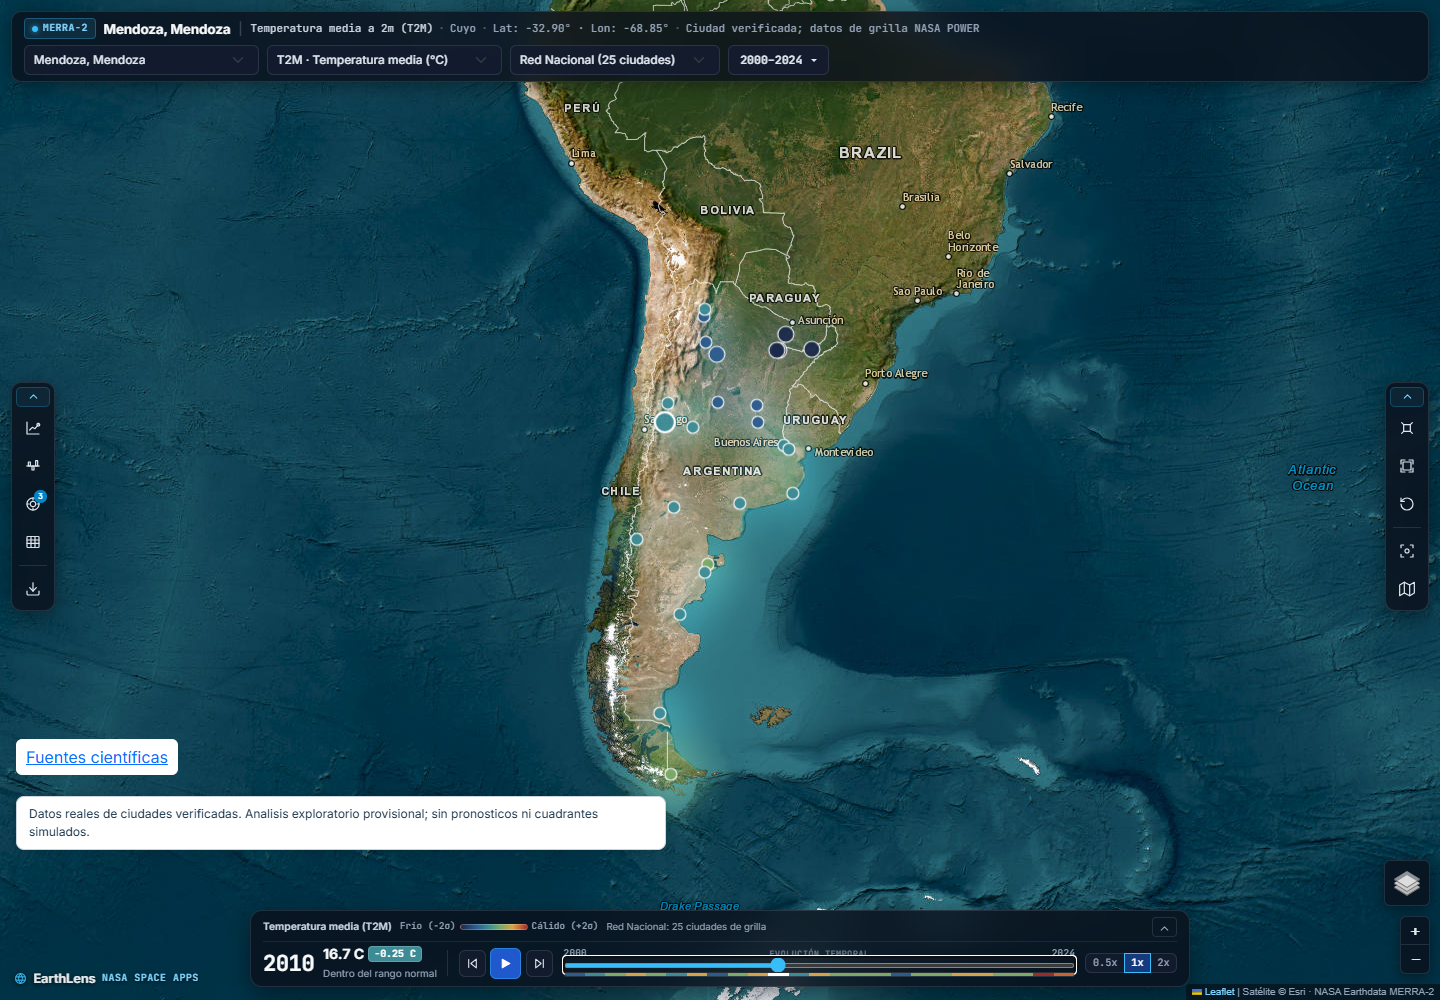 MERRA-2 Mendoza, Mendoza Temperatura media a 2m (T2M) · Cuyo · Lat: -32.90° · Lon: -68.85° · Ciudad verificada; datos de grilla NASA POWER
Mendoza, Mendoza T2M · Temperatura media (°C) Red Nacional (25 ciudades) 2000–2024
PERÚ
Recife
BRAZIL
Lima
Salvador
Brasilia
BOLIVIA
Belo
Horizonte
Rio de
Janeiro
Sao Paulo
PARAGUAY
Asunción
Porto Alegre
URUGUAY
Buenos Aires
Montevideo
ARGENTINA
Atlantic
Ocean
CHILE
3
Fuentes científicas
Datos reales de ciudades verificadas. Analisis exploratorio provisional; sin pronosticos ni cuadrantes
simulados.
Drake Passage
Temperatura media (T2M) Frío (-2σ) Cálido (+2σ) Red Nacional: 25 ciudades de grilla
2010 16.7 C -0.25 C
Dentro del rango normal
2000 EVOLUCIÓN TEMPORAL 2024
0.5x 1x 2x
+
−
EarthLens NASA SPACE APPS
Leaflet | Satélite © Esri · NASA Earthdata MERRA-2